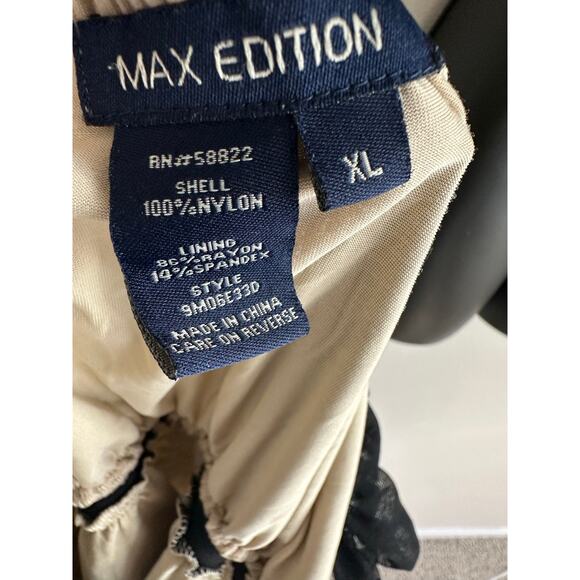 MAX EDITION
RN#58822
SHELL
100%NYLON
LINING
86%RAYON
14%SPANDEX
STYLE
9M06E33D
MADE IN CHINA
CARE ON REVERSE
XL